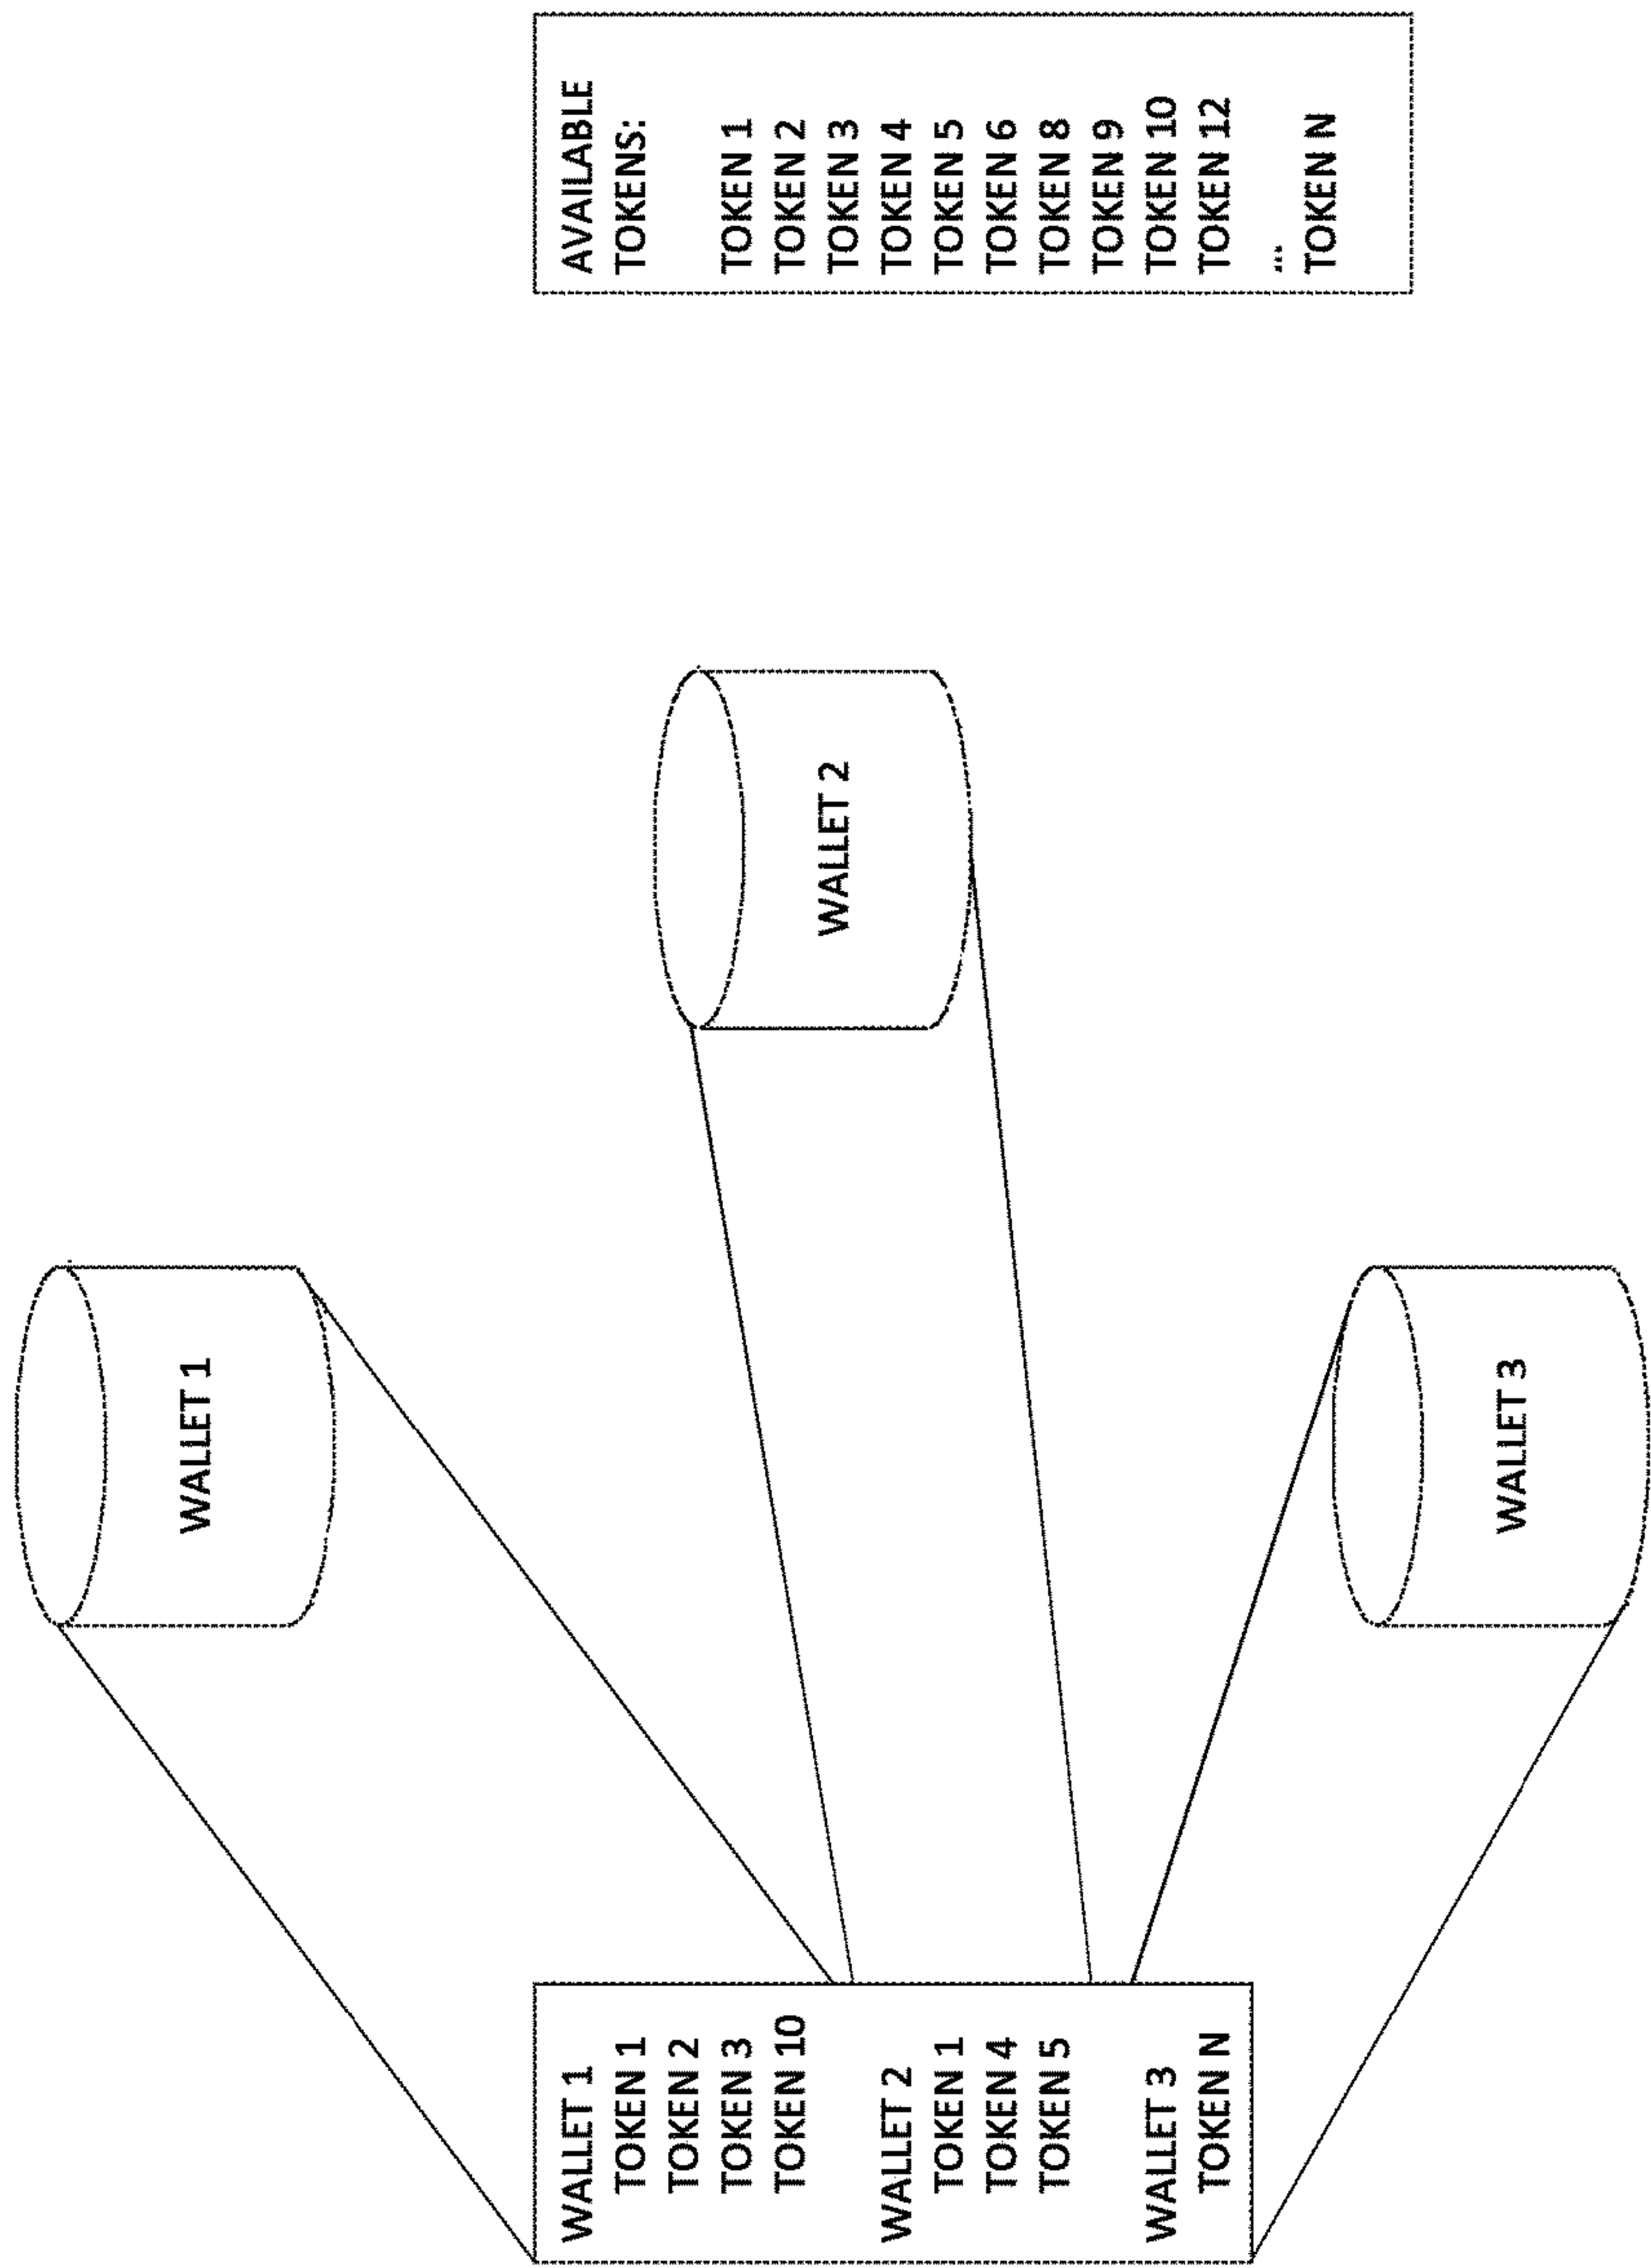 WALLET 1
TOKEN 1
TOKEN 2
TOKEN 3
TOKEN 10
WALLET 2
TOKEN 1
TOKEN 4
TOKEN 5
WALLET 3
TOKEN N
WALLET 1
WALLET 2
WALLET 3
AVAILABLE
TOKENS:
TOKEN 1
TOKEN 2
TOKEN 3
TOKEN 4
TOKEN 5
TOKEN 6
TOKEN 8
TOKEN 9
TOKEN 10
TOKEN 12
...
TOKEN N